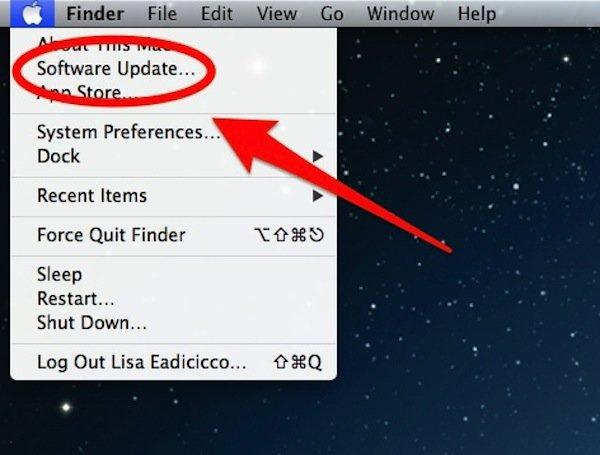 Finder File Edit View Go Window Help
About This Mac
Software Update...
App Store...
System Preferences...
Dock ▶
Recent Items ▶
Force Quit Finder ⌥⇧⌘⎋
Sleep
Restart...
Shut Down...
Log Out Lisa Eadicicco... ⇧⌘Q